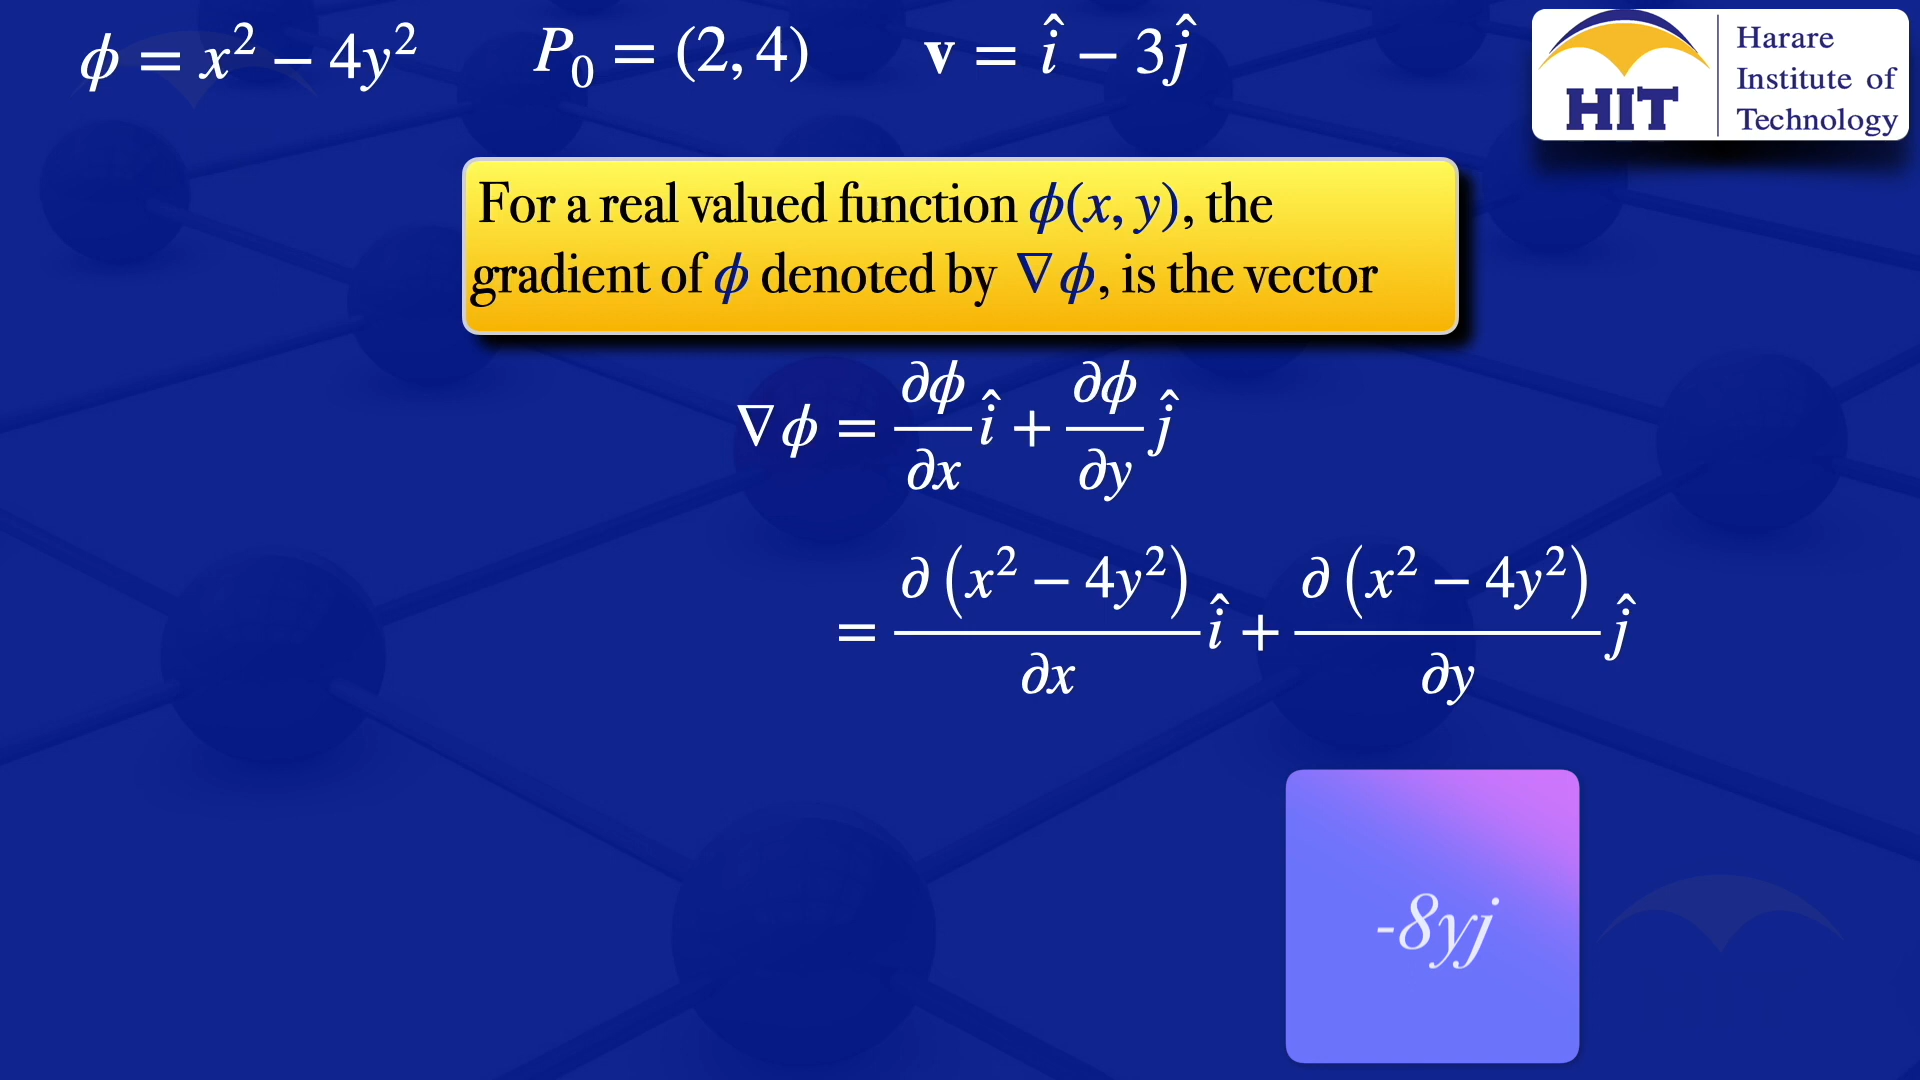 ϕ = x² − 4y² P₀ = (2, 4) v = î − 3ĵ
HIT
Harare
Institute of
Technology
For a real valued function ϕ(x, y), the
gradient of ϕ denoted by ∇ϕ, is the vector
∇ϕ = ∂ϕ/∂x î + ∂ϕ/∂y ĵ
= ∂(x² − 4y²)/∂x î + ∂(x² − 4y²)/∂y ĵ
-8yj